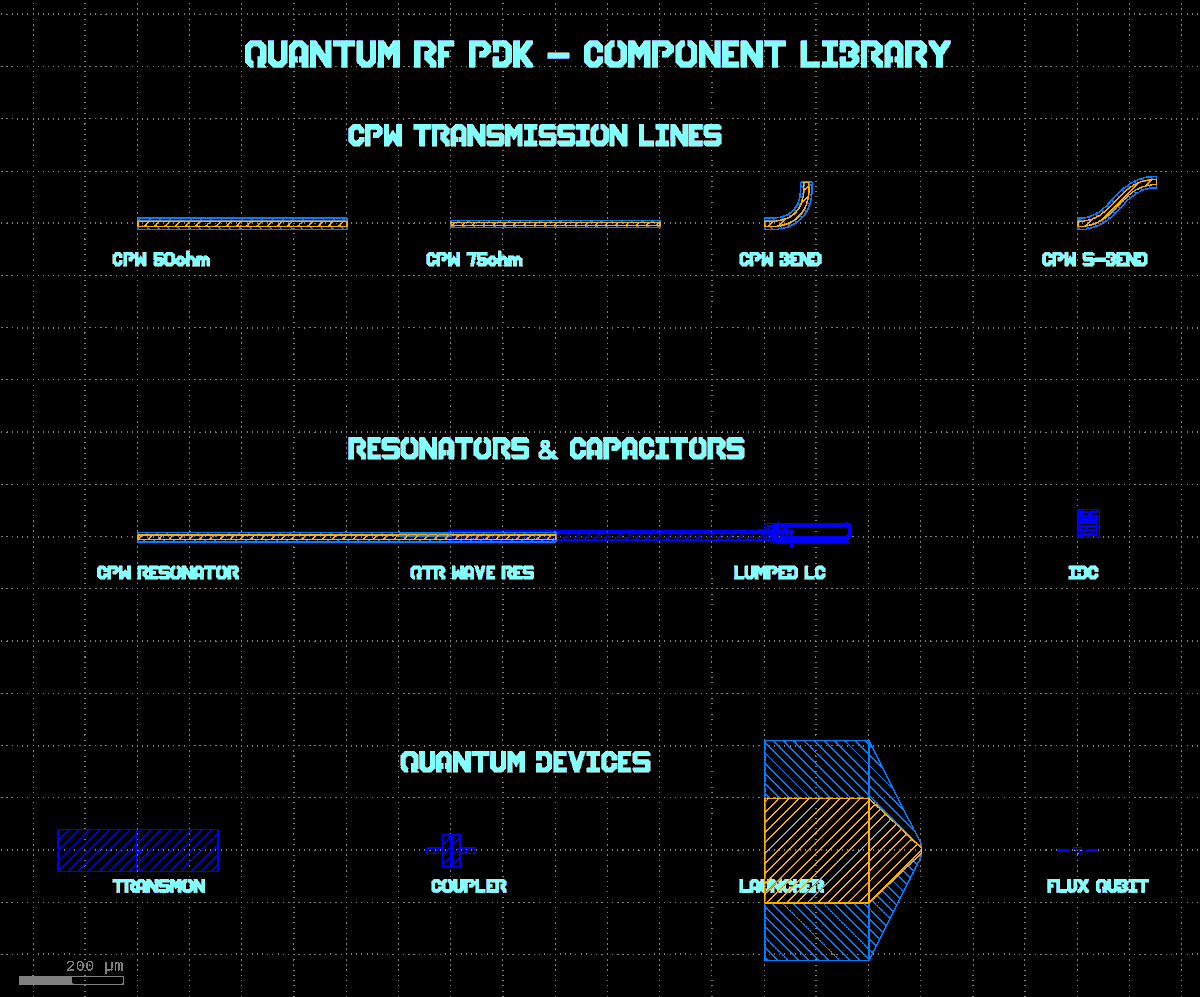 QUANTUM RF PDK – COMPONENT LIBRARY
CPW TRANSMISSION LINES
CPW 50ohm
CPW 75ohm
CPW BEND
CPW S-BEND
RESONATORS & CAPACITORS
CPW RESONATOR
QTR WAVE RES
LUMPED LC
IDC
QUANTUM DEVICES
TRANSMON
COUPLER
LAUNCHER
FLUX QUBIT
200 µm